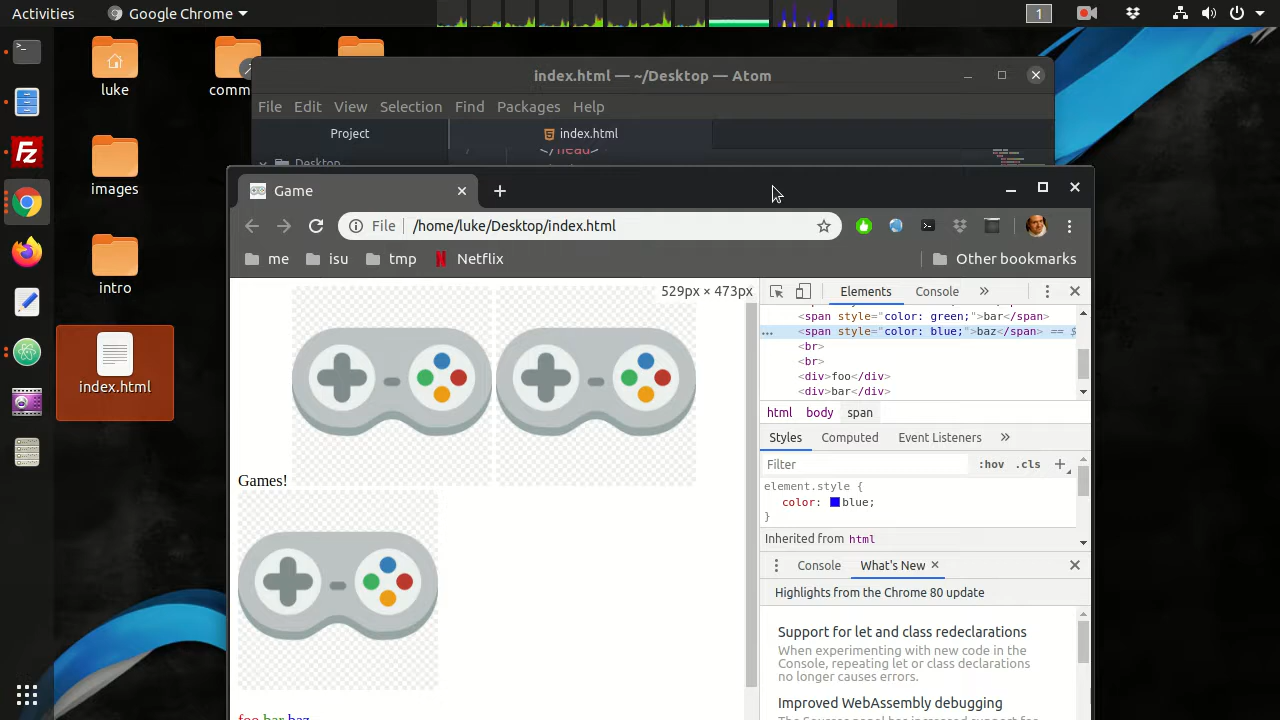 Activities
Google Chrome
1
luke
comm
index.html — ~/Desktop — Atom
File Edit View Selection Find Packages Help
Project
index.html
</head>
Desktop
images
intro
index.html
Game
File
/home/luke/Desktop/index.html
me
isu
tmp
Netflix
Other bookmarks
529px × 473px
Games!
foo bar baz
Elements
Console
<span style="color: green;">bar</span>
<span style="color: blue;">baz</span> == $
<br>
<br>
<div>foo</div>
<div>bar</div>
html body span
Styles Computed Event Listeners
Filter
:hov .cls
element.style {
color: blue;
}
Inherited from html
Console
What's New
Highlights from the Chrome 80 update
Support for let and class redeclarations
When experimenting with new code in the
Console, repeating let or class declarations
no longer causes errors.
Improved WebAssembly debugging